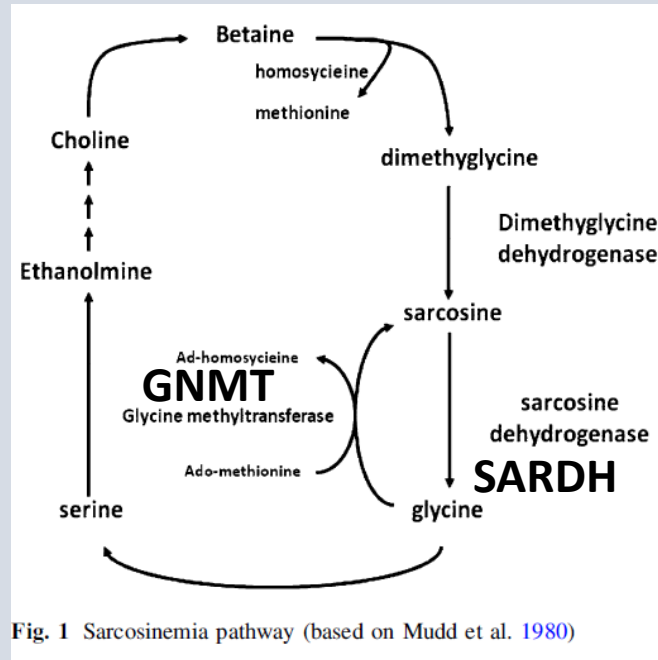 Betaine
homosycieine
methionine
Choline
dimethyglycine
Dimethyglycine
dehydrogenase
Ethanolmine
sarcosine
Ad-homosycieine
GNMT
Glycine methyltransferase
sarcosine
dehydrogenase
Ado-methionine
SARDH
serine
glycine
Fig. 1 Sarcosinemia pathway (based on Mudd et al. 1980)